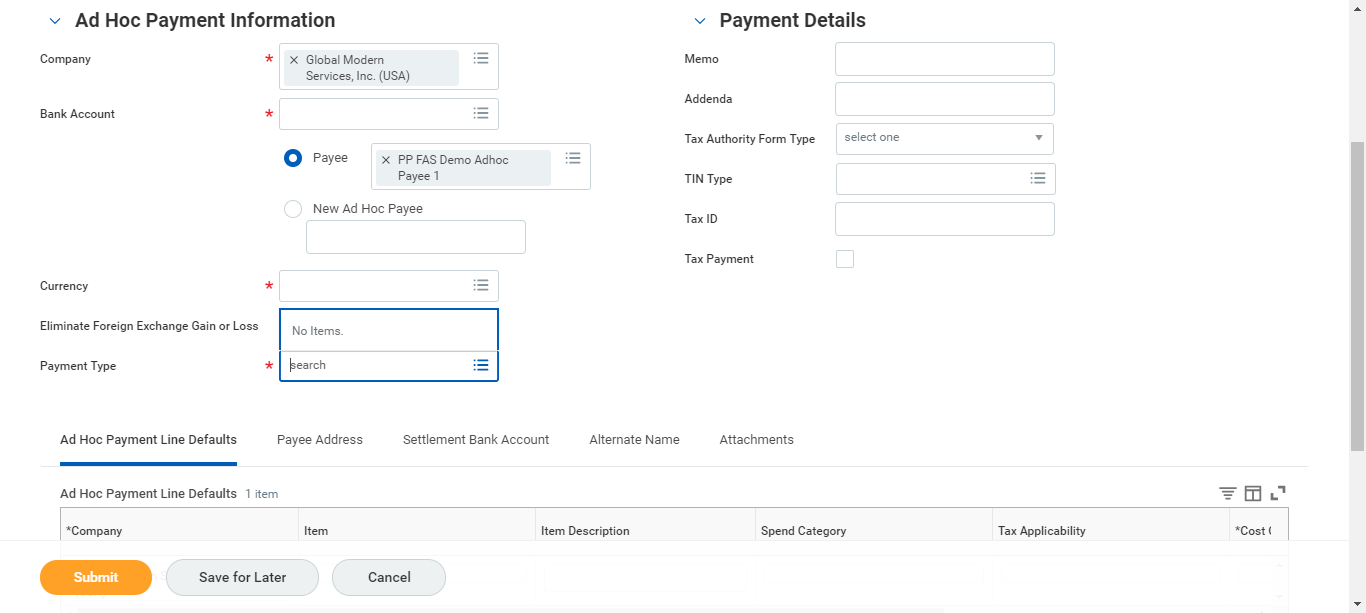 Ad Hoc Payment Information
Company
*
Global Modern
Services, Inc. (USA)
Bank Account
*
Payee
PP FAS Demo Adhoc
Payee 1
New Ad Hoc Payee
Currency
*
Eliminate Foreign Exchange Gain or Loss
No Items.
Payment Type
*
search
Payment Details
Memo
Addenda
Tax Authority Form Type
select one
TIN Type
Tax ID
Tax Payment
Ad Hoc Payment Line Defaults
Payee Address
Settlement Bank Account
Alternate Name
Attachments
Ad Hoc Payment Line Defaults 1 item
*Company
Item
Item Description
Spend Category
Tax Applicability
*Cost
Submit
Save for Later
Cancel